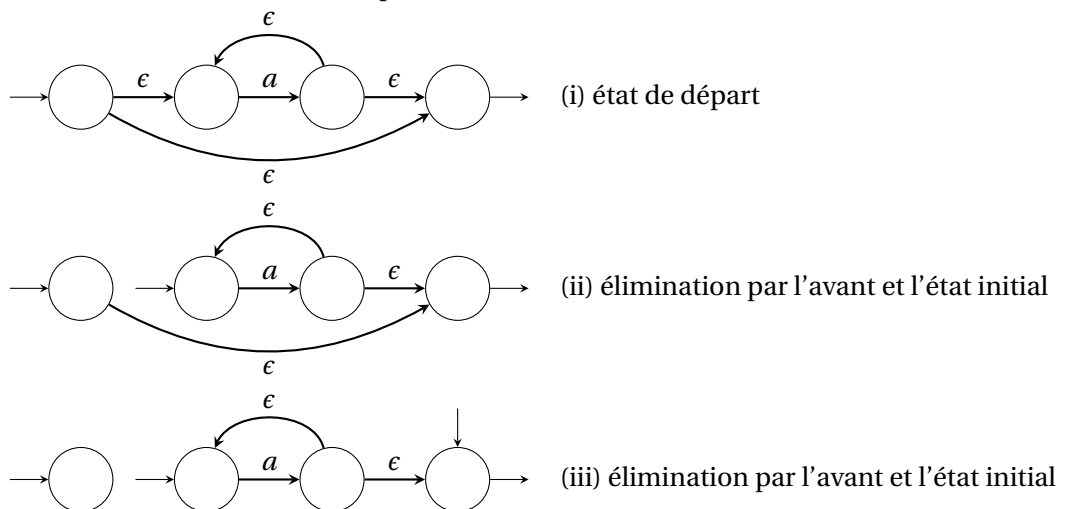 ϵ
ϵ a ϵ (i) état de départ
ϵ
ϵ
a ϵ (ii) élimination par l'avant et l'état initial
ϵ
ϵ
a ϵ (iii) élimination par l'avant et l'état initial